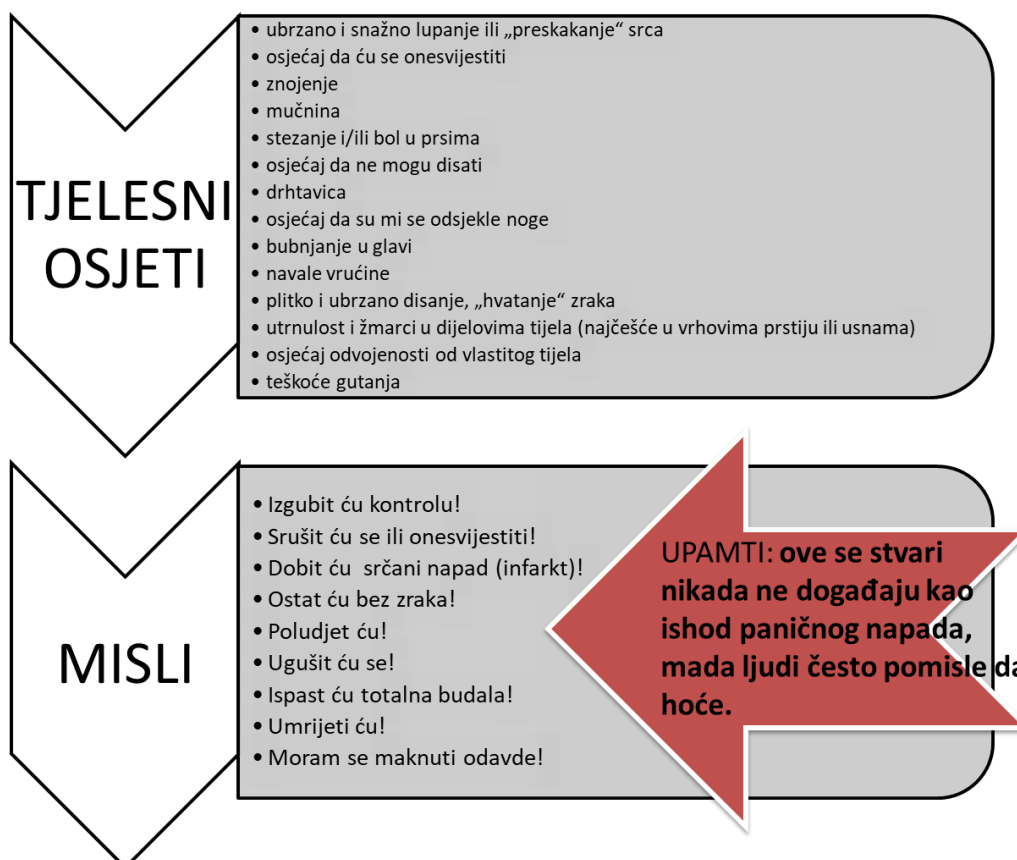 TJELESNI
OSJETI
• ubrzano i snažno lupanje ili „preskakanje“ srca
• osjećaj da ću se onesvijestiti
• znojenje
• mučnina
• stezanje i/ili bol u prsima
• osjećaj da ne mogu disati
• drhtavica
• osjećaj da su mi se odsjekle noge
• bubnjanje u glavi
• navale vrućine
• plitko i ubrzano disanje, „hvatanje“ zraka
• utrnulost i žmarci u dijelovima tijela (najčešće u vrhovima prstiju ili usnama)
• osjećaj odvojenosti od vlastitog tijela
• teškoće gutanja
MISLI
• Izgubit ću kontrolu!
• Srušit ću se ili onesvijestiti!
• Dobit ću srčani napad (infarkt)!
• Ostat ću bez zraka!
• Poludjet ću!
• Ugušit ću se!
• Ispast ću totalna budala!
• Umrijeti ću!
• Moram se maknuti odavde!
UPAMTI: ove se stvari
nikada ne događaju kao
ishod paničnog napada,
mada ljudi često pomisle da
hoće.